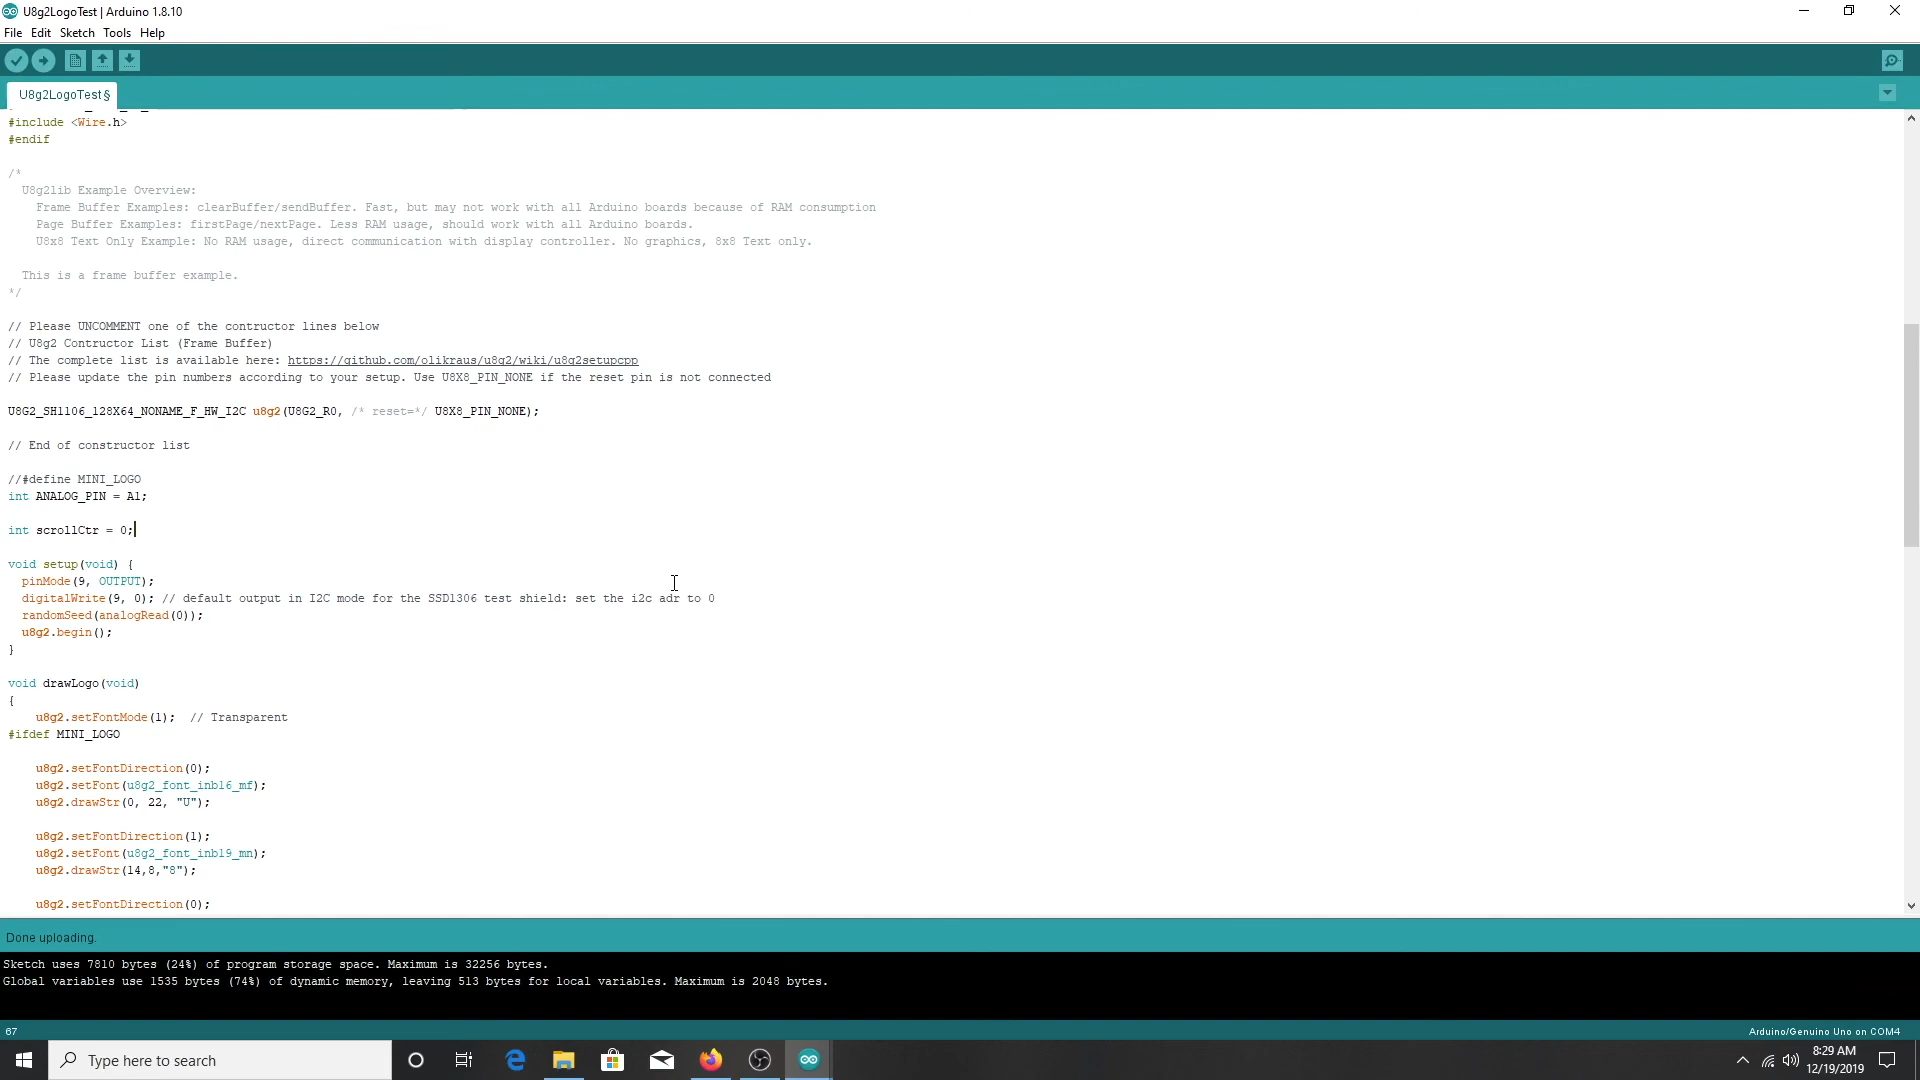 U8g2LogoTest | Arduino 1.8.10
File Edit Sketch Tools Help
U8g2LogoTest §
#include <Wire.h>
#endif
/*
U8g2lib Example Overview:
Frame Buffer Examples: clearBuffer/sendBuffer. Fast, but may not work with all Arduino boards because of RAM consumption
Page Buffer Examples: firstPage/nextPage. Less RAM usage, should work with all Arduino boards.
U8x8 Text Only Example: No RAM usage, direct communication with display controller. No graphics, 8x8 Text only.
This is a frame buffer example.
*/
// Please UNCOMMENT one of the contructor lines below
// U8g2 Contructor List (Frame Buffer)
// The complete list is available here: https://github.com/olikraus/u8g2/wiki/u8g2setupcpp
// Please update the pin numbers according to your setup. Use U8X8_PIN_NONE if the reset pin is not connected
U8G2_SH1106_128X64_NONAME_F_HW_I2C u8g2(U8G2_R0, /* reset=*/ U8X8_PIN_NONE);
// End of constructor list
//#define MINI_LOGO
int ANALOG_PIN = A1;
int scrollCtr = 0;
void setup(void) {
pinMode(9, OUTPUT);
digitalWrite(9, 0); // default output in I2C mode for the SSD1306 test shield: set the i2c adr to 0
randomSeed(analogRead(0));
u8g2.begin();
}
void drawLogo(void)
{
u8g2.setFontMode(1); // Transparent
#ifdef MINI_LOGO
u8g2.setFontDirection(0);
u8g2.setFont(u8g2_font_inb16_mf);
u8g2.drawStr(0, 22, "U");
u8g2.setFontDirection(1);
u8g2.setFont(u8g2_font_inb19_mn);
u8g2.drawStr(14,8,"8");
u8g2.setFontDirection(0);
Done uploading.
Sketch uses 7810 bytes (24%) of program storage space. Maximum is 32256 bytes.
Global variables use 1535 bytes (74%) of dynamic memory, leaving 513 bytes for local variables. Maximum is 2048 bytes.
67
Arduino/Genuino Uno on COM4
Type here to search
8:29 AM
12/19/2019